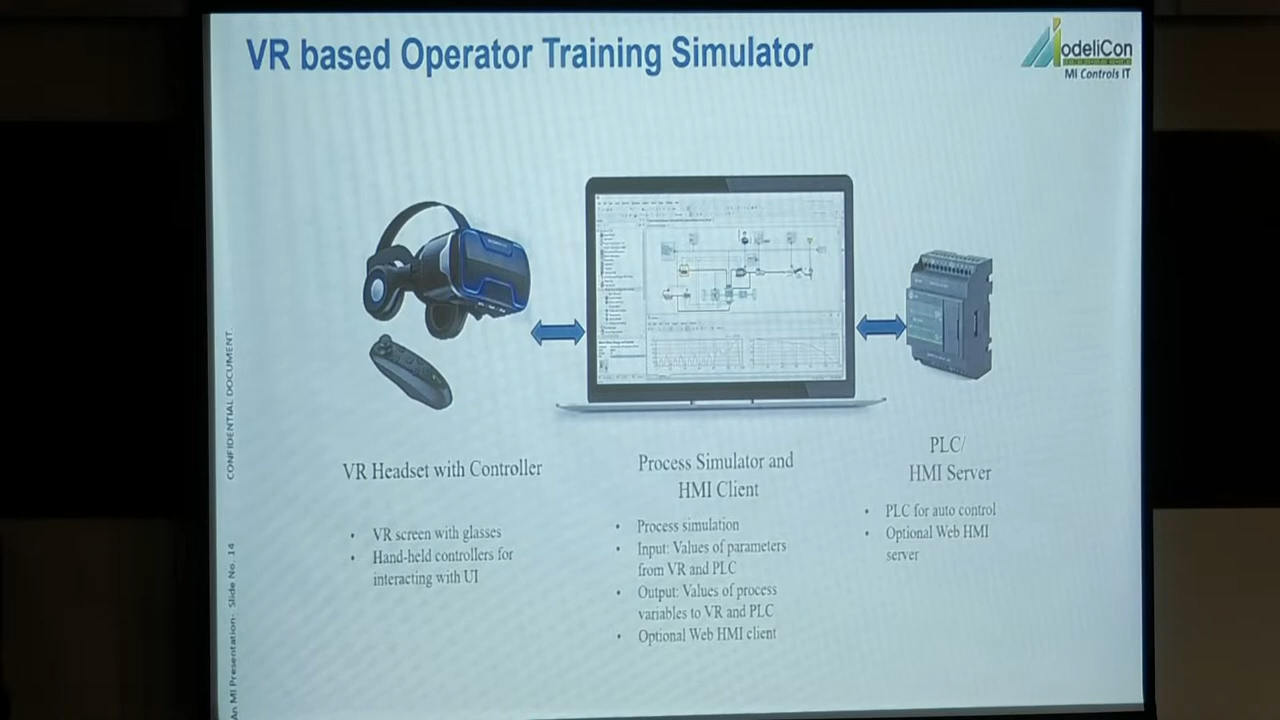 VR based Operator Training Simulator
odeliCon
MI Controls IT
VR Headset with Controller
• VR screen with glasses
• Hand-held controllers for
interacting with UI
Process Simulator and
HMI Client
• Process simulation
• Input: Values of parameters
from VR and PLC
• Output: Values of process
variables to VR and PLC
• Optional Web HMI client
PLC/
HMI Server
• PLC for auto control
• Optional Web HMI
server
An MI Presentation- Slide No. 14
CONFIDENTIAL DOCUMENT